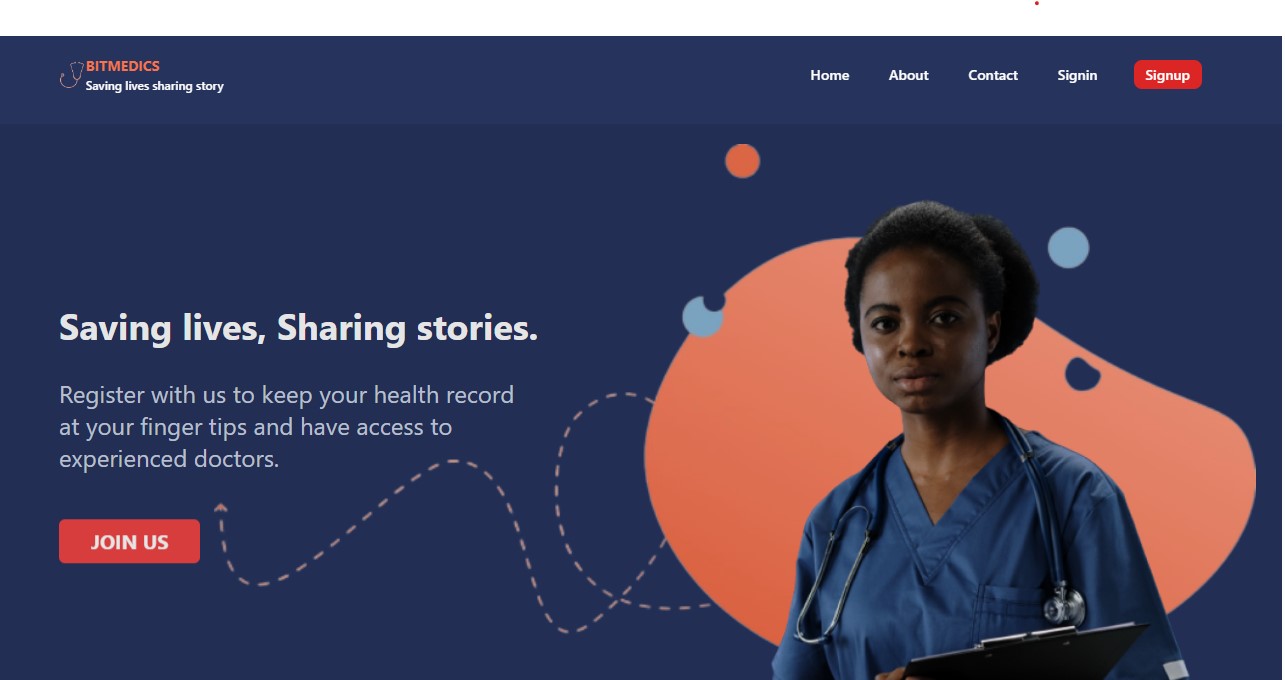 BITMEDICS
Saving lives sharing story
Home About Contact Signin Signup
Saving lives, Sharing stories.
Register with us to keep your health record
at your finger tips and have access to
experienced doctors.
JOIN US